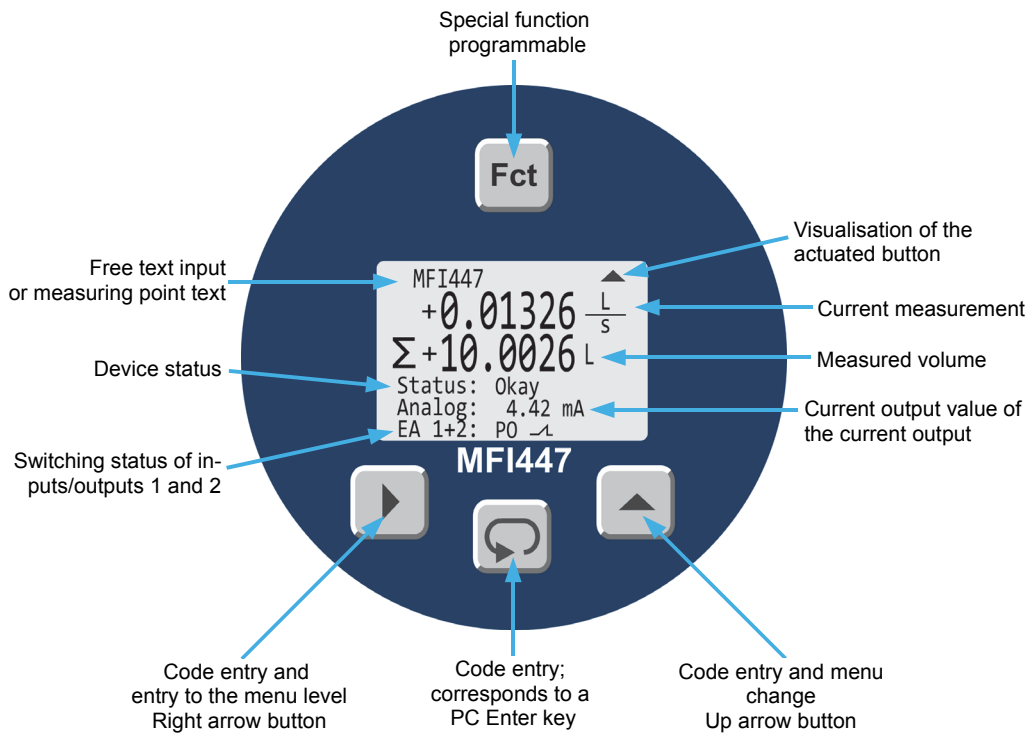 Special function
programmable
Fct
Visualisation of the
actuated button
Free text input
or measuring point text
MFI447
+0.01326 L/s
Current measurement
Σ +10.0026 L
Measured volume
Device status
Status: Okay
Analog: 4.42 mA
Current output value of
the current output
EA 1+2: PO
Switching status of in-
puts/outputs 1 and 2
MFI447
Code entry and
entry to the menu level
Right arrow button
Code entry;
corresponds to a
PC Enter key
Code entry and menu
change
Up arrow button